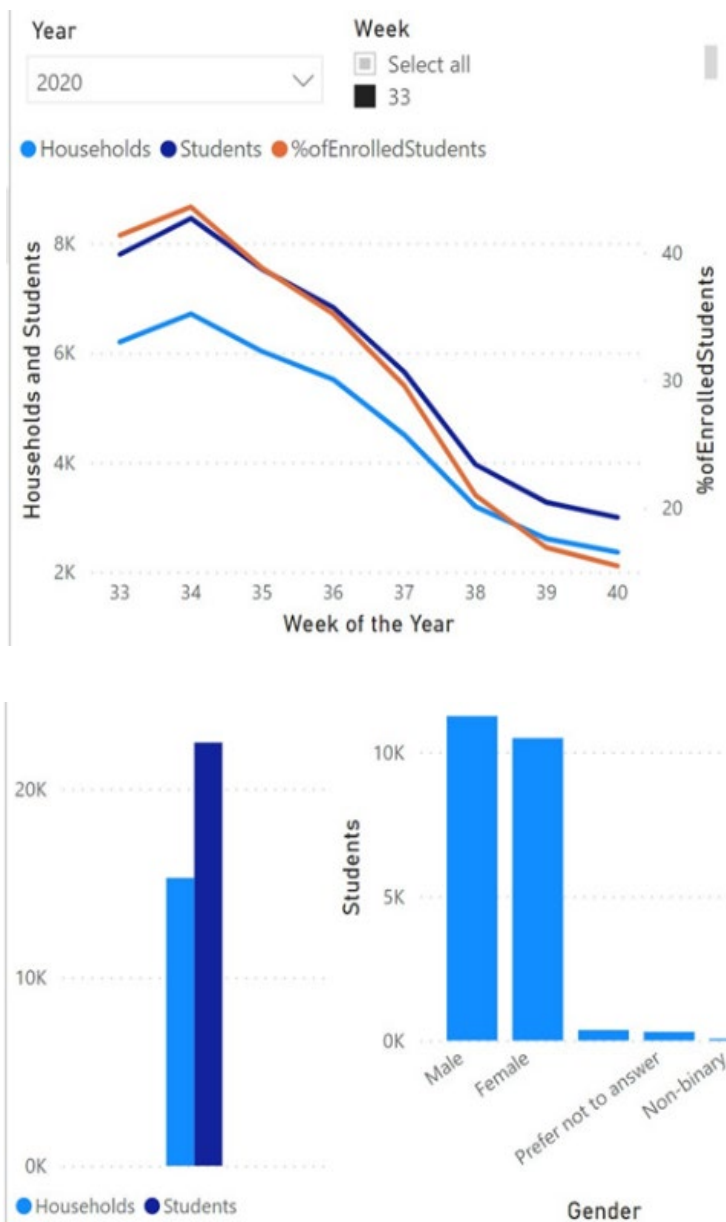 Year
Week
2020
Select all
33
Households Students %ofEnrolledStudents
Households and Students
8K
6K
4K
2K
40
30
20
%ofEnrolledStudents
33 34 35 36 37 38 39 40
Week of the Year
20K
10K
0K
Households Students
Students
10K
5K
0K
Male
Female
Prefer not to answer
Non-binary
Gender